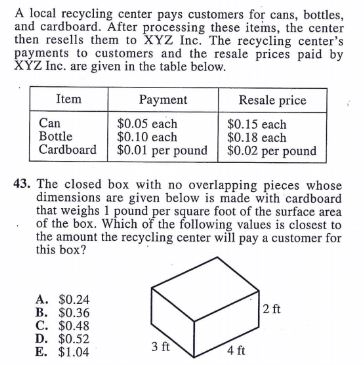 A local recycling center pays customers for cans, bottles,
and cardboard. After processing these items, the center
then resells them to XYZ Inc. The recycling center's
payments to customers and the resale prices paid by
XYZ Inc. are given in the table below.
Item Payment Resale price
Can $0.05 each $0.15 each
Bottle $0.10 each $0.18 each
Cardboard $0.01 per pound $0.02 per pound
43. The closed box with no overlapping pieces whose
dimensions are given below is made with cardboard
that weighs 1 pound per square foot of the surface area
of the box. Which of the following values is closest to
the amount the recycling center will pay a customer for
this box?
A. $0.24
B. $0.36
C. $0.48
D. $0.52
E. $1.04
2 ft
3 ft
4 ft